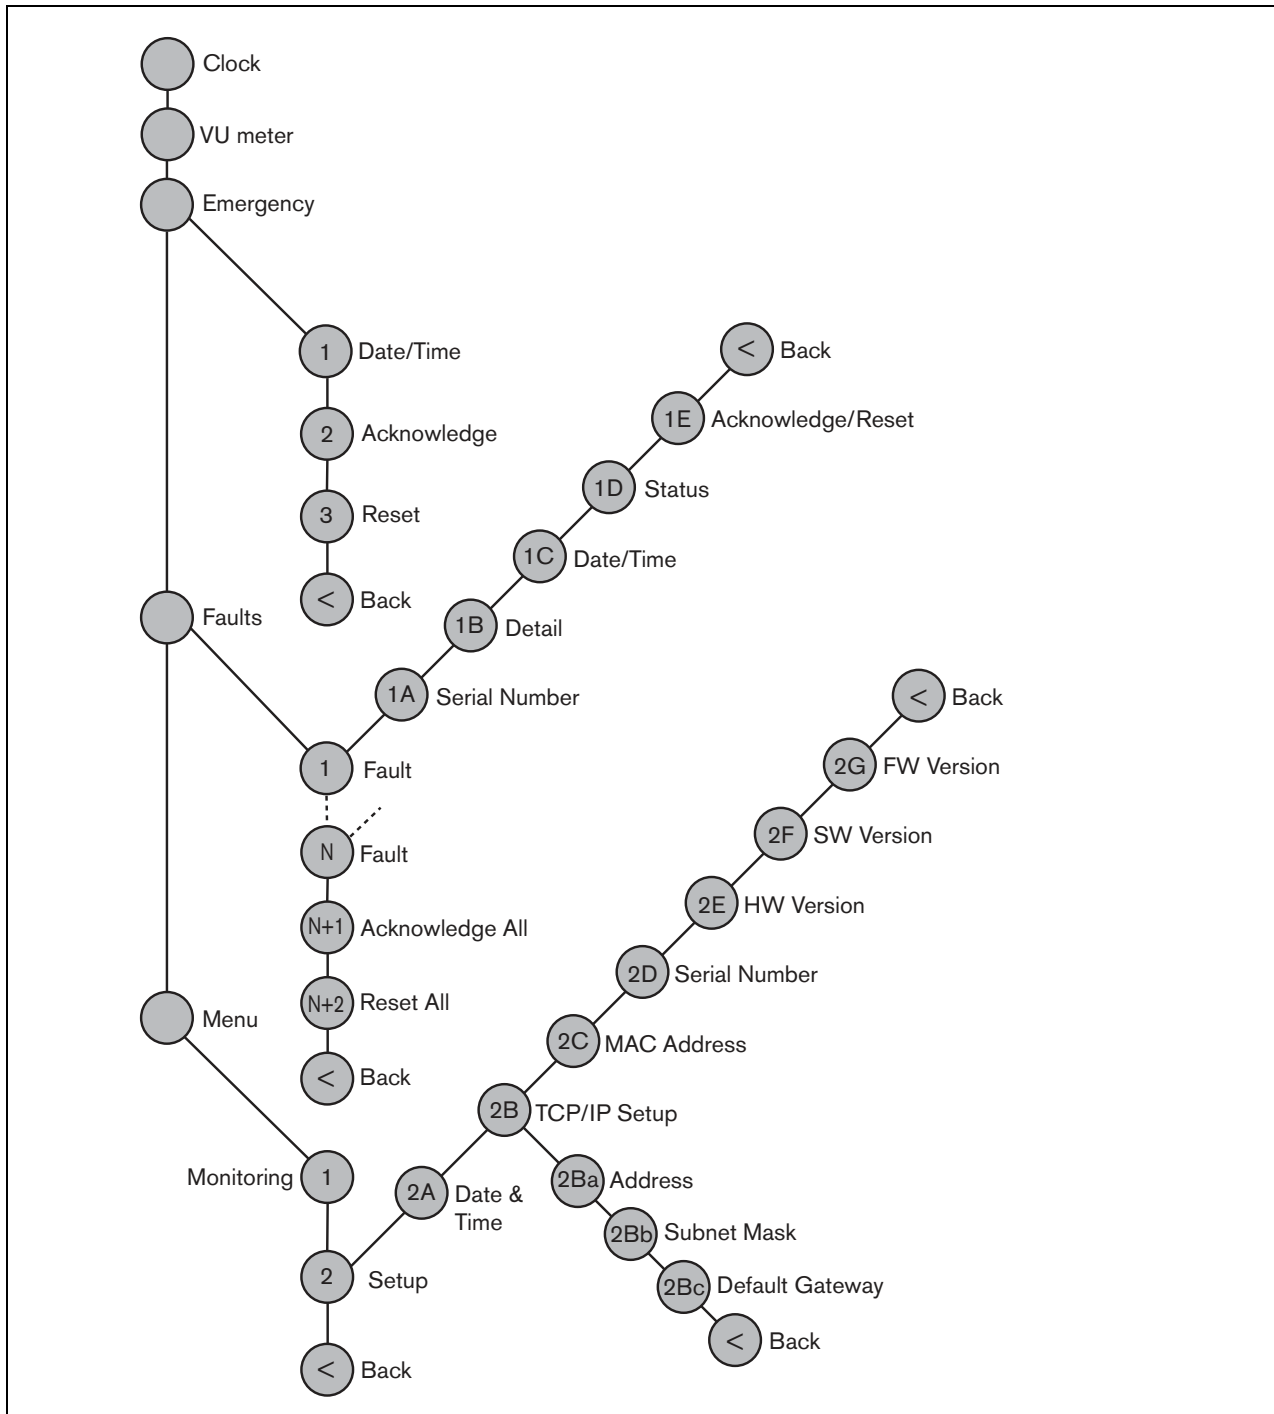 Clock
VU meter
Emergency
1 Date/Time
2 Acknowledge
3 Reset
< Back
Faults
1 Fault
1A Serial Number
1B Detail
1C Date/Time
1D Status
1E Acknowledge/Reset
< Back
N Fault
N+1 Acknowledge All
N+2 Reset All
< Back
Menu
Monitoring 1
2 Setup
2A Date &
Time
2B TCP/IP Setup
2Ba Address
2Bb Subnet Mask
2Bc Default Gateway
< Back
2C MAC Address
2D Serial Number
2E HW Version
2F SW Version
2G FW Version
< Back
< Back